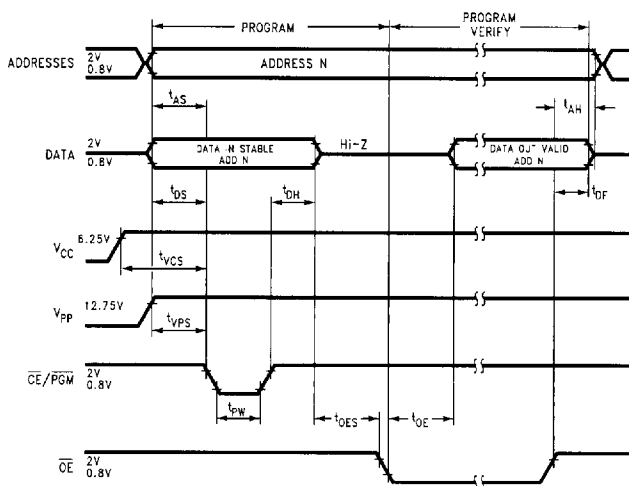 PROGRAM
PROGRAM
VERIFY
ADDRESSES
2V
0.8V
ADDRESS N
tAS
tAH
DATA
2V
0.8V
DATA IN STABLE
ADD N
Hi-Z
DATA OUT VALID
ADD N
tDS
tDH
tDF
VCC
6.25V
tVCS
VPP
12.75V
tVPS
CE/PGM
2V
0.8V
tPW
tOES
tOE
OE
2V
0.8V